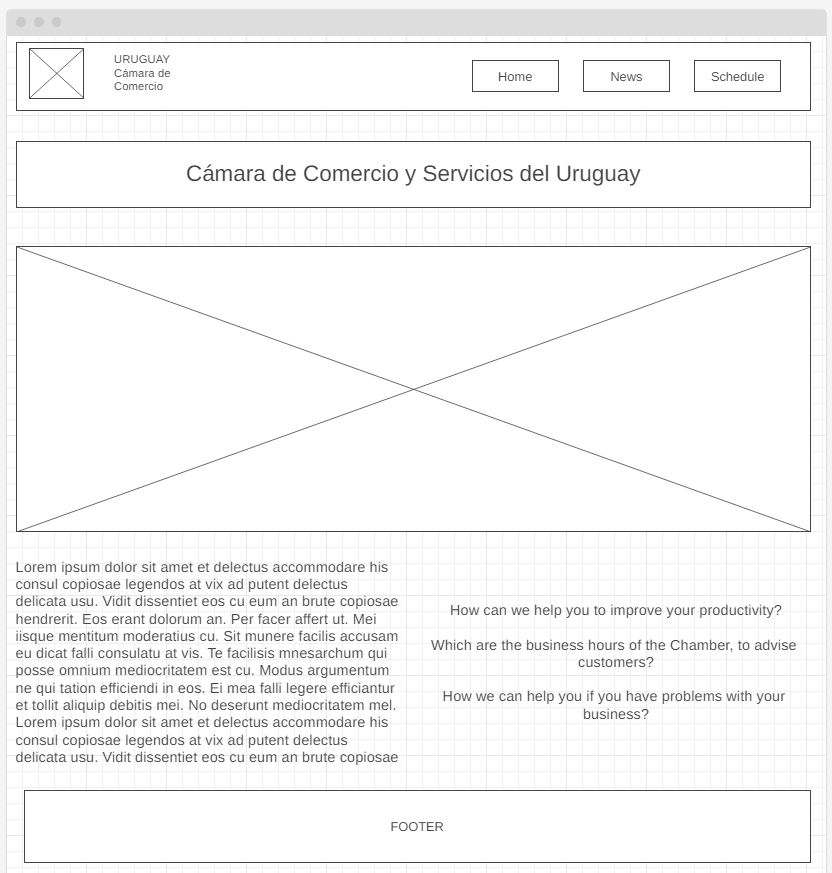 URUGUAY
Cámara de
Comercio
Home
News
Schedule
Cámara de Comercio y Servicios del Uruguay
Lorem ipsum dolor sit amet et delectus accommodare his
consul copiosae legendos at vix ad putent delectus
delicata usu. Vidit dissentiet eos cu eum an brute copiosae
hendrerit. Eos erant dolorum an. Per facer affert ut. Mei
iisque mentitum moderatius cu. Sit munere facilis accusam
eu dicat falli consulatu at vis. Te facilisis mnesarchum qui
posse omnium mediocritatem est cu. Modus argumentum
ne qui tation efficiendi in eos. Ei mea falli legere efficiantur
et tollit aliquip debitis mei. No deserunt mediocritatem mel.
Lorem ipsum dolor sit amet et delectus accommodare his
consul copiosae legendos at vix ad putent delectus
delicata usu. Vidit dissentiet eos cu eum an brute copiosae
How can we help you to improve your productivity?
Which are the business hours of the Chamber, to advise
customers?
How we can help you if you have problems with your
business?
FOOTER